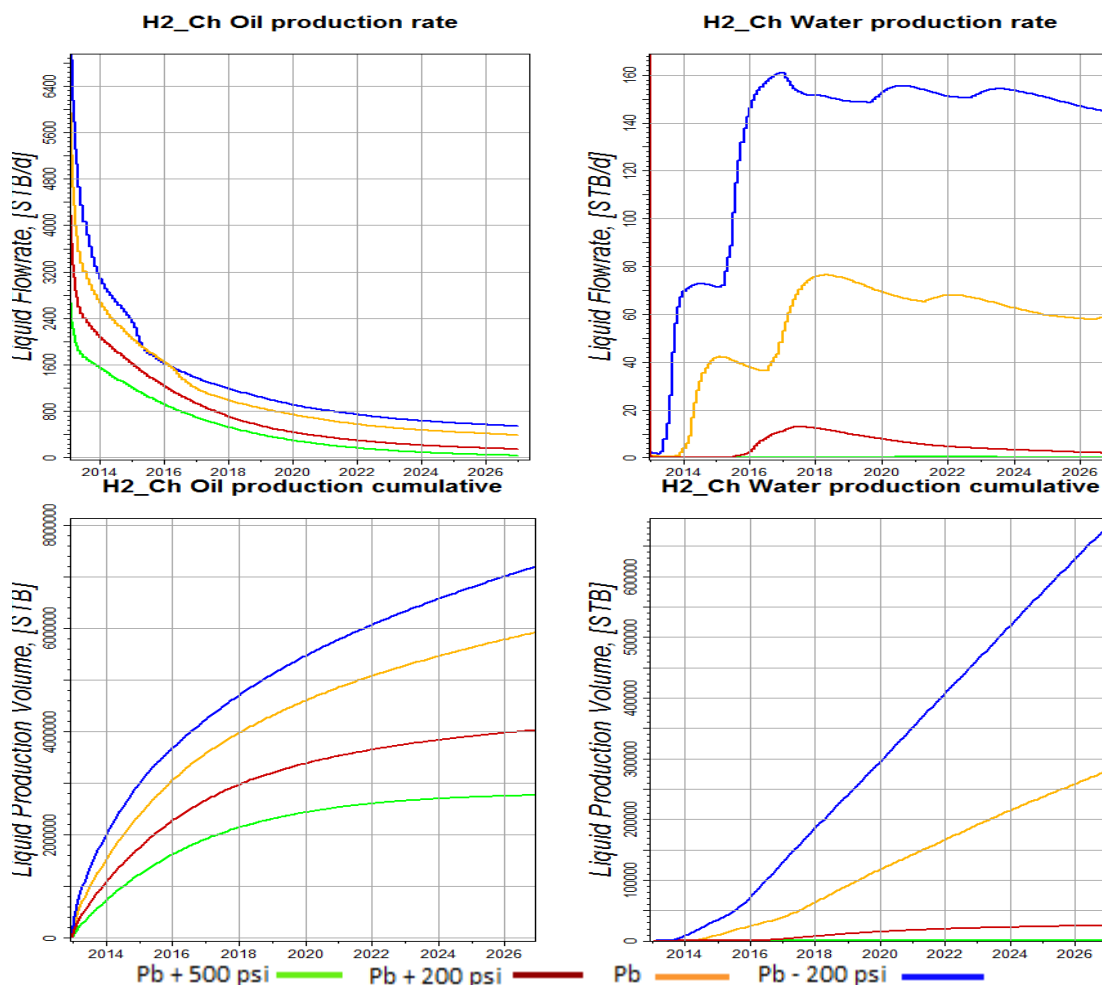 H2_Ch Oil production rate
Liquid Flowrate, [STB/d]
6400
5600
4800
4000
3200
2400
1600
800
0
2014 2016 2018 2020 2022 2024 2026
H2_Ch Water production rate
Liquid Flowrate, [STB/d]
160
140
120
100
80
60
40
20
0
2014 2016 2018 2020 2022 2024 2026
H2_Ch Oil production cumulative
Liquid Production Volume, [STB]
8000000
6000000
4000000
2000000
0
2014 2016 2018 2020 2022 2024 2026
H2_Ch Water production cumulative
Liquid Production Volume, [STB]
600000
500000
400000
300000
200000
100000
0
2014 2016 2018 2020 2022 2024 2026
Pb + 500 psi Pb + 200 psi Pb Pb - 200 psi